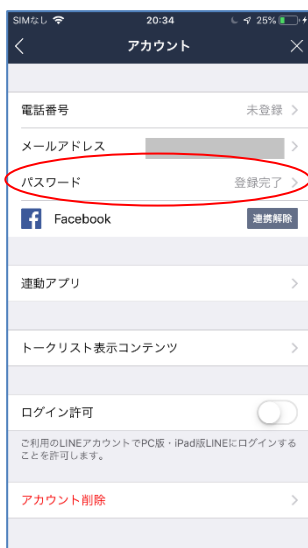 SIMなし 20:34 25%
アカウント
電話番号 未登録
メールアドレス
パスワード 登録完了
Facebook 連携解除
連動アプリ
トークリスト表示コンテンツ
ログイン許可
ご利用のLINEアカウントでPC版・iPad版LINEにログインする
ことを許可します。
アカウント削除